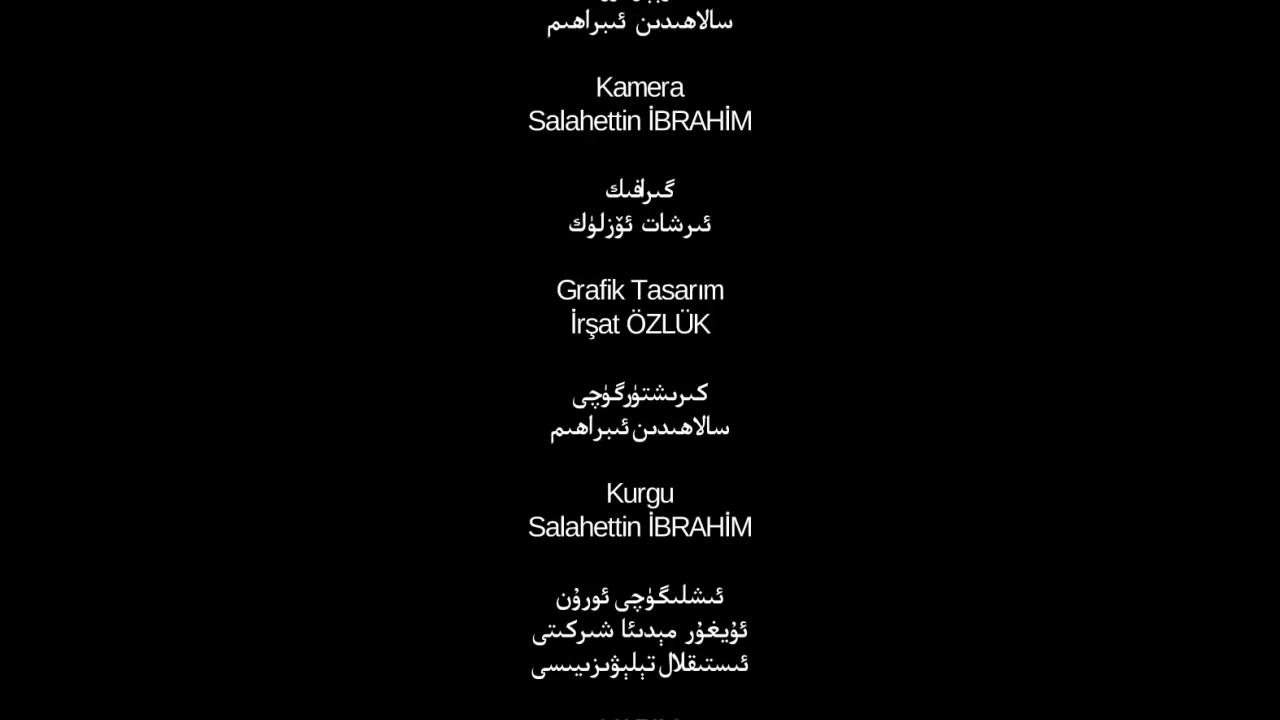 سالاھىدىن ئىبراھىم
Kamera
Salahettin İBRAHİM
گىرافىك
ئىرشات ئۆزلۈك
Grafik Tasarım
İrşat ÖZLÜK
كىرىشتۈرگۈچى
سالاھىدىن ئىبراھىم
Kurgu
Salahettin İBRAHİM
ئىشلىگۈچى ئورۇن
ئۇيغۇر مېدىئا شىركىتى
ئىستىقلال تېلېۋىزىيىسى